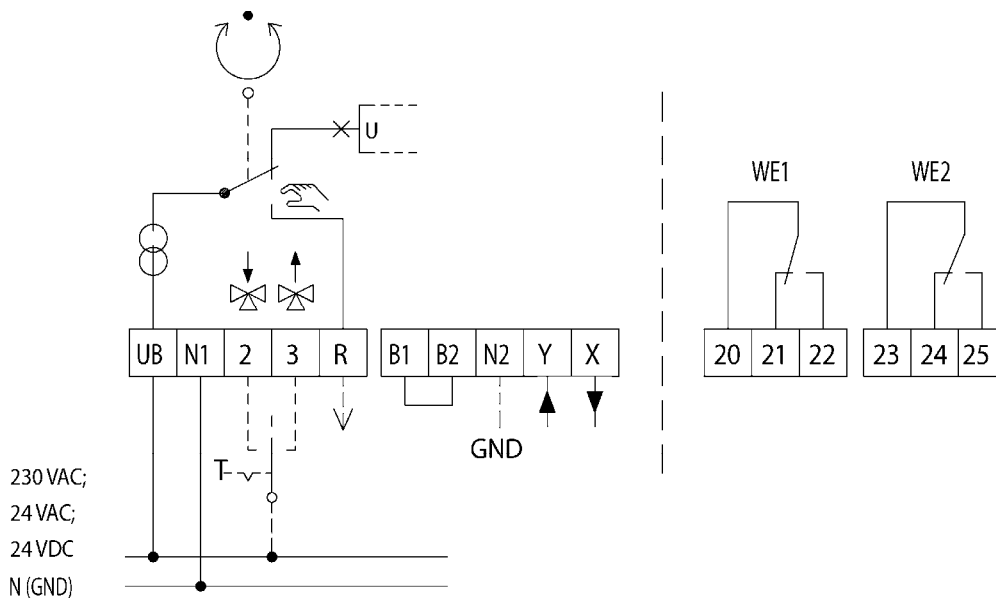 U
WE1 WE2
UB N1 2 3 R B1 B2 N2 Y X 20 21 22 23 24 25
GND
T
230 VAC;
24 VAC;
24 VDC
N (GND)